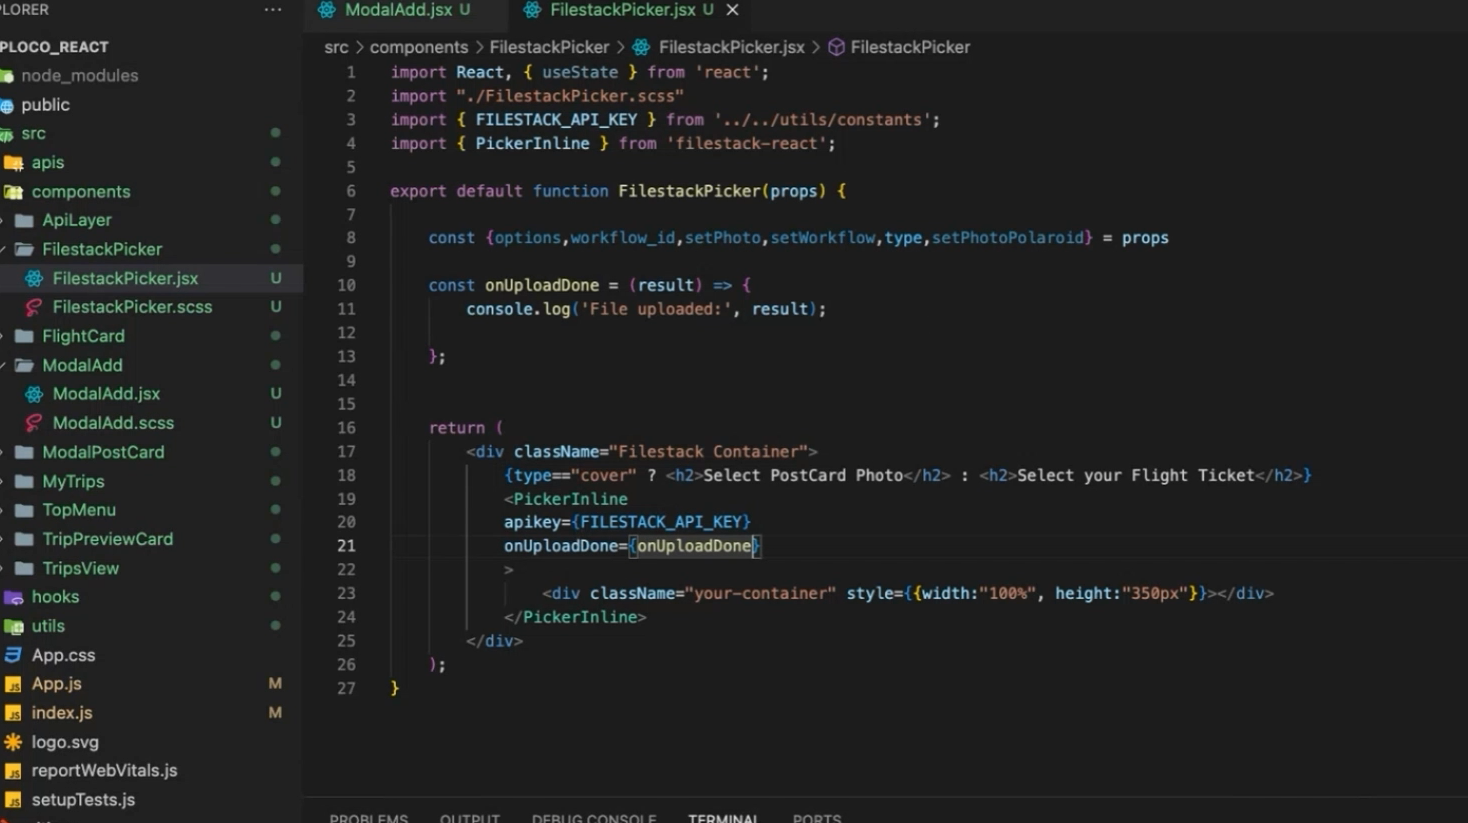 PLORER
···
PLOCO_REACT
node_modules
public
src
apis
components
ApiLayer
FilestackPicker
FilestackPicker.jsx U
FilestackPicker.scss U
FlightCard
ModalAdd
ModalAdd.jsx U
ModalAdd.scss U
ModalPostCard
MyTrips
TopMenu
TripPreviewCard
TripsView
hooks
utils
App.css
App.js M
index.js M
logo.svg
reportWebVitals.js
setupTests.js
ModalAdd.jsx U
FilestackPicker.jsx U
src > components > FilestackPicker > FilestackPicker.jsx > FilestackPicker
1 import React, { useState } from 'react';
2 import "./FilestackPicker.scss"
3 import { FILESTACK_API_KEY } from '../../utils/constants';
4 import { PickerInline } from 'filestack-react';
5
6 export default function FilestackPicker(props) {
7
8 const {options,workflow_id,setPhoto,setWorkflow,type,setPhotoPolaroid} = props
9
10 const onUploadDone = (result) => {
11 console.log('File uploaded:', result);
12
13 };
14
15
16 return (
17 <div className="Filestack Container">
18 {type=="cover" ? <h2>Select PostCard Photo</h2> : <h2>Select your Flight Ticket</h2>}
19 <PickerInline
20 apikey={FILESTACK_API_KEY}
21 onUploadDone={onUploadDone}
22 >
23 <div className="your-container" style={{width:"100%", height:"350px"}}></div>
24 </PickerInline>
25 </div>
26 );
27 }
PROBLEMS OUTPUT DEBUG CONSOLE TERMINAL PORTS